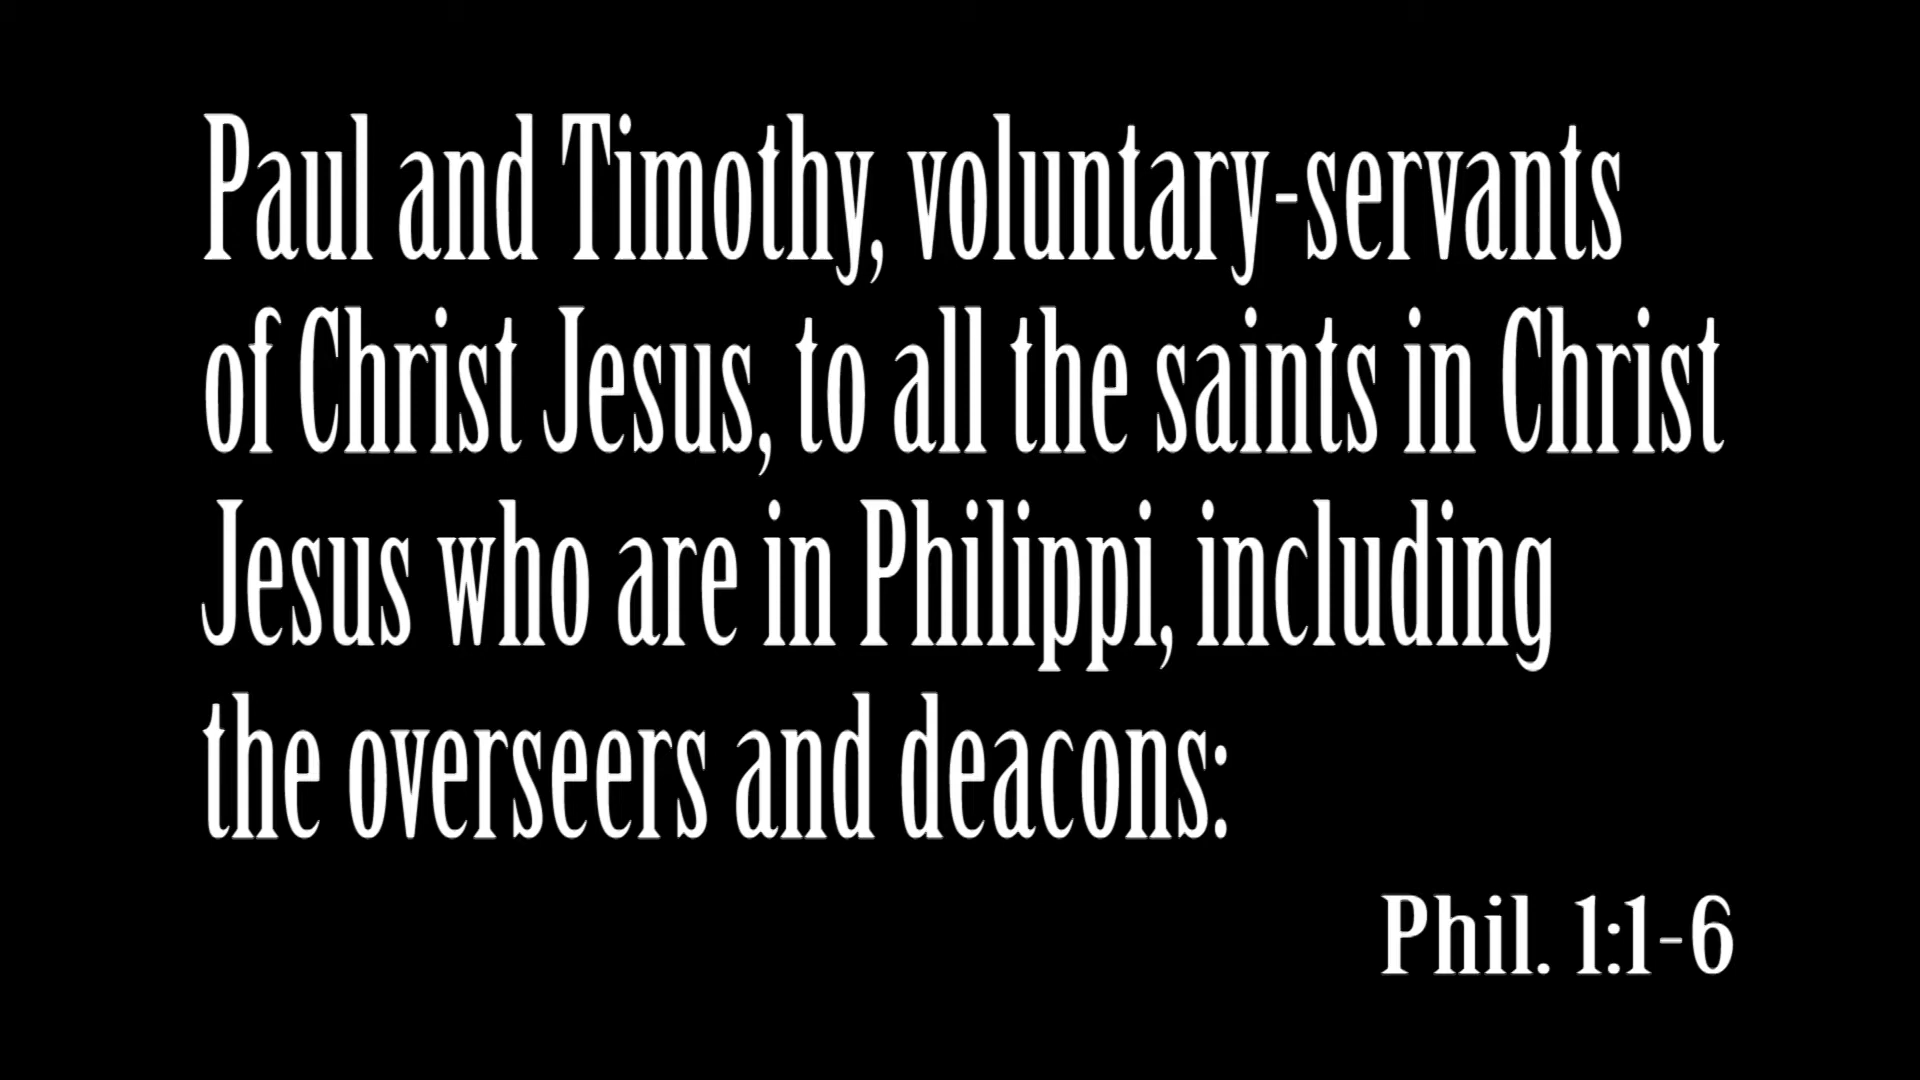 Paul and Timothy, voluntary-servants
of Christ Jesus, to all the saints in Christ
Jesus who are in Philippi, including
the overseers and deacons:
Phil. 1:1-6